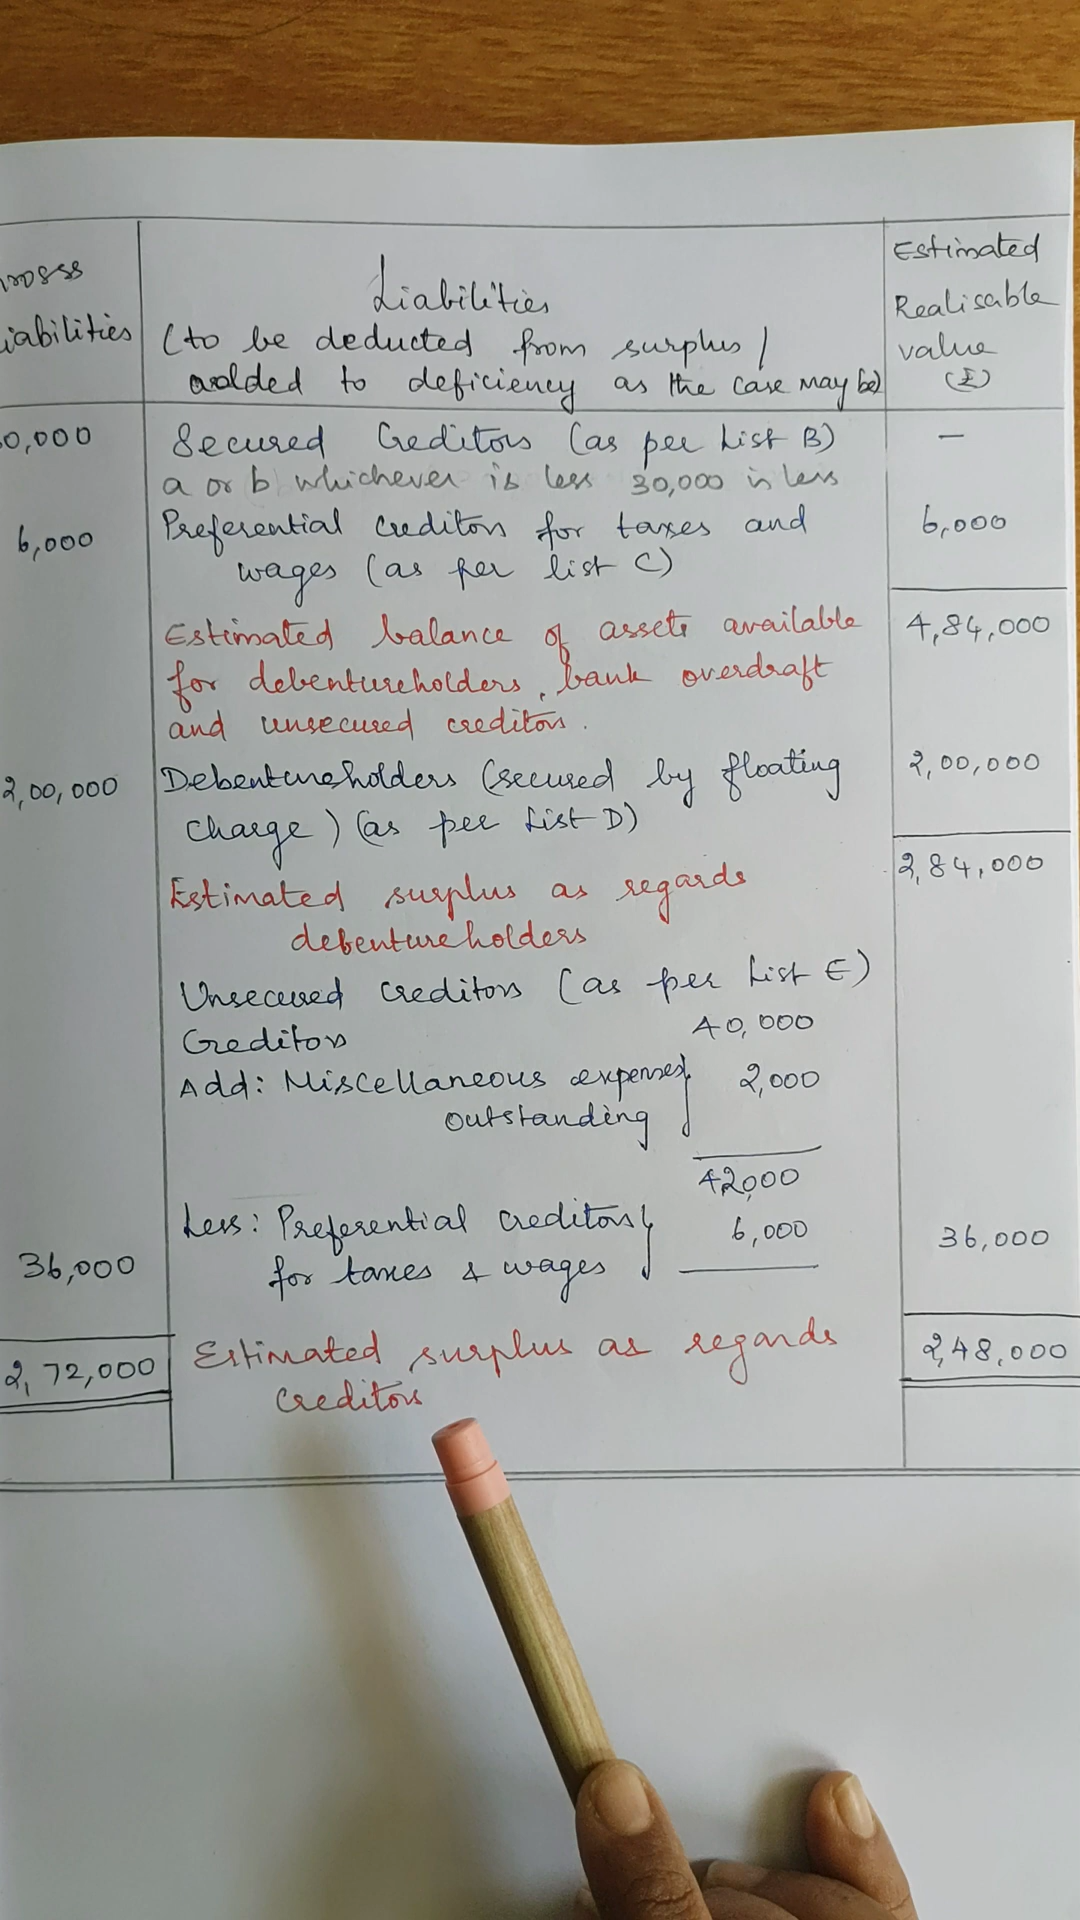 Estimated
Realisable
value
(₤)
Liabilities
iabilities
(to be deducted from surplus /
added to deficiency as the case may be)
0,000 Secured Creditors (as per List B) —
a or b whichever is less 30,000 is less
6,000 Preferential creditors for taxes and 6,000
wages (as per list C)
Estimated balance of assets available 4,84,000
for debentureholders, bank overdraft
and unsecured creditors.
2,00,000 Debentureholders (secured by floating 2,00,000
charge) (as per List D)
Estimated surplus as regards 2,84,000
debentureholders
Unsecured creditors (as per List E)
Creditors 40,000
Add: Miscellaneous expenses 2,000
outstanding
42,000
Less: Preferential creditors 6,000
36,000 for taxes & wages 36,000
2,72,000 Estimated surplus as regards 2,48,000
creditors